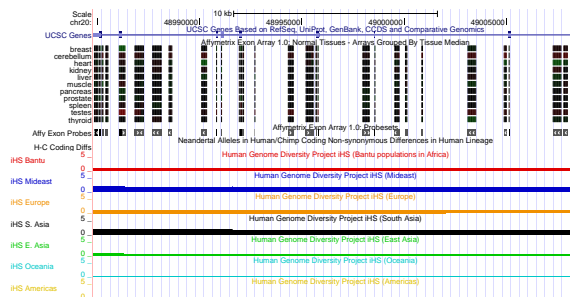 Scale 10 kb
chr20: 48990000 48995000 49000000 49005000
UCSC Genes Based on RefSeq, UniProt, GenBank, CCDS and Comparative Genomics
UCSC Genes
Affymetrix Exon Array 1.0: Normal Tissues - Arrays Grouped By Tissue Median
breast
cerebellum
heart
kidney
liver
muscle
pancreas
prostate
spleen
testes
thyroid
Affymetrix Exon Array 1.0: Probesets
Affy Exon Probes
Neandertal Alleles in Human/Chimp Coding Non-synonymous Differences in Human Lineage
H-C Coding Diffs
5
Human Genome Diversity Project iHS (Bantu populations in Africa)
iHS Bantu
0
5
Human Genome Diversity Project iHS (Mideast)
iHS Mideast
0
5
Human Genome Diversity Project iHS (Europe)
iHS Europe
0
5
Human Genome Diversity Project iHS (South Asia)
iHS S. Asia
0
5
Human Genome Diversity Project iHS (East Asia)
iHS E. Asia
0
5
Human Genome Diversity Project iHS (Oceania)
iHS Oceania
0
5
Human Genome Diversity Project iHS (Americas)
iHS Americas
0